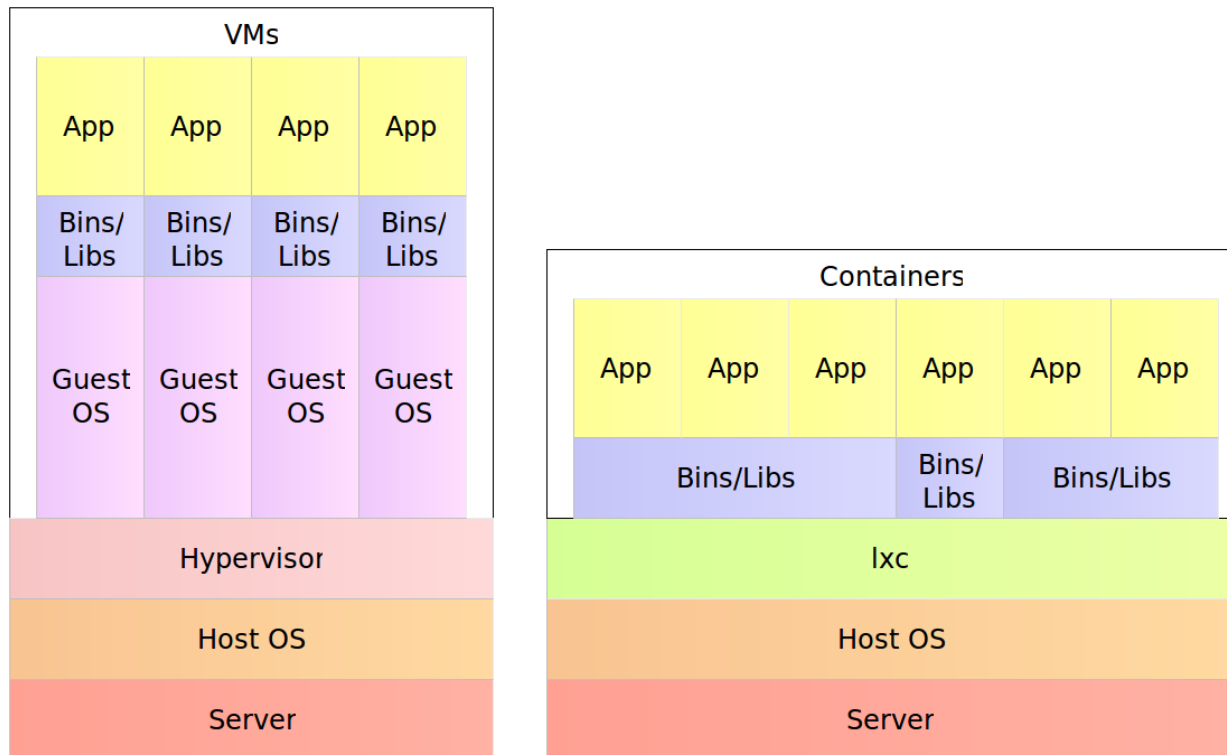 VMs
App App App App
Bins/ Bins/ Bins/ Bins/
Libs Libs Libs Libs
Guest Guest Guest Guest
OS OS OS OS
Hypervisor
Host OS
Server
Containers
App App App App App App
Bins/Libs Bins/ Bins/Libs
Libs
lxc
Host OS
Server